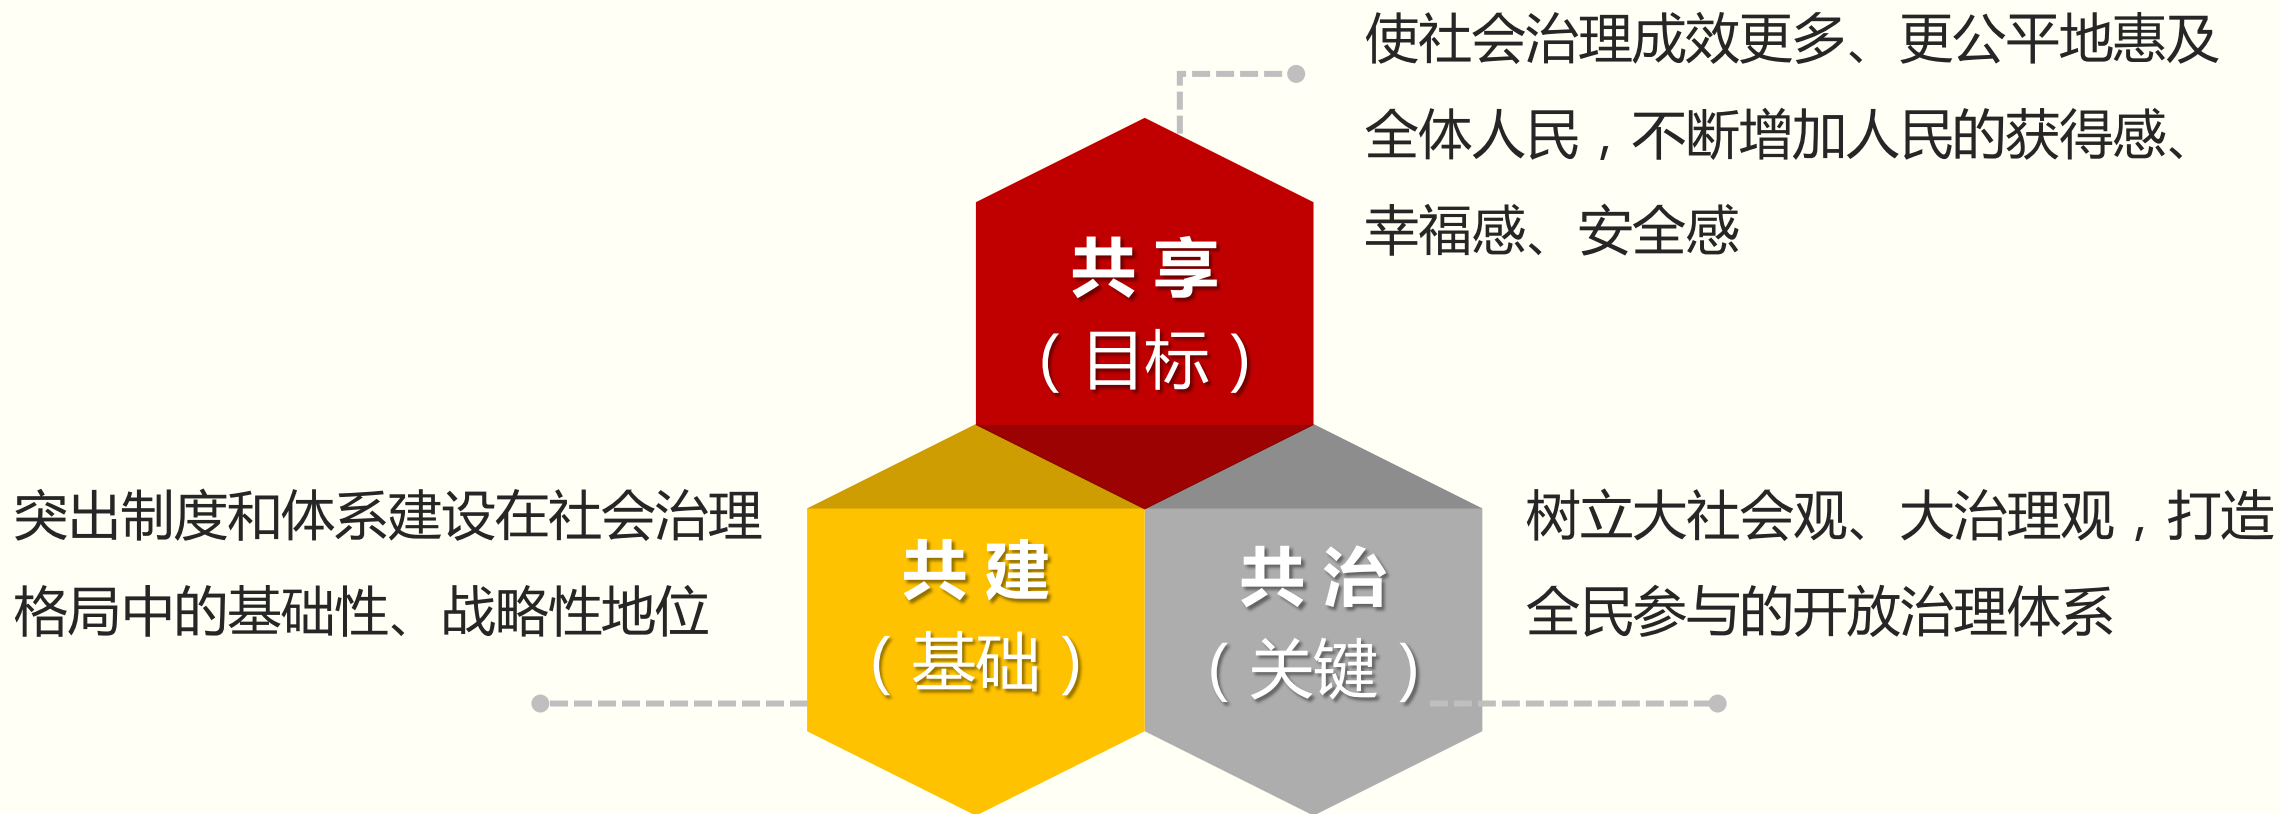 使社会治理成效更多、更公平地惠及
全体人民，不断增加人民的获得感、
幸福感、安全感
共享
（目标）
突出制度和体系建设在社会治理
格局中的基础性、战略性地位
共建
（基础）
共治
（关键）
树立大社会观、大治理观，打造
全民参与的开放治理体系